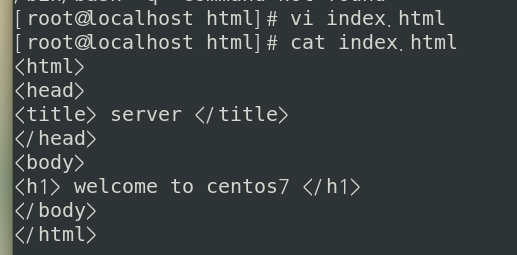 [root@localhost html]# vi index.html
[root@localhost html]# cat index.html
<html>
<head>
<title> server </title>
</head>
<body>
<h1> welcome to centos7 </h1>
</body>
</html>